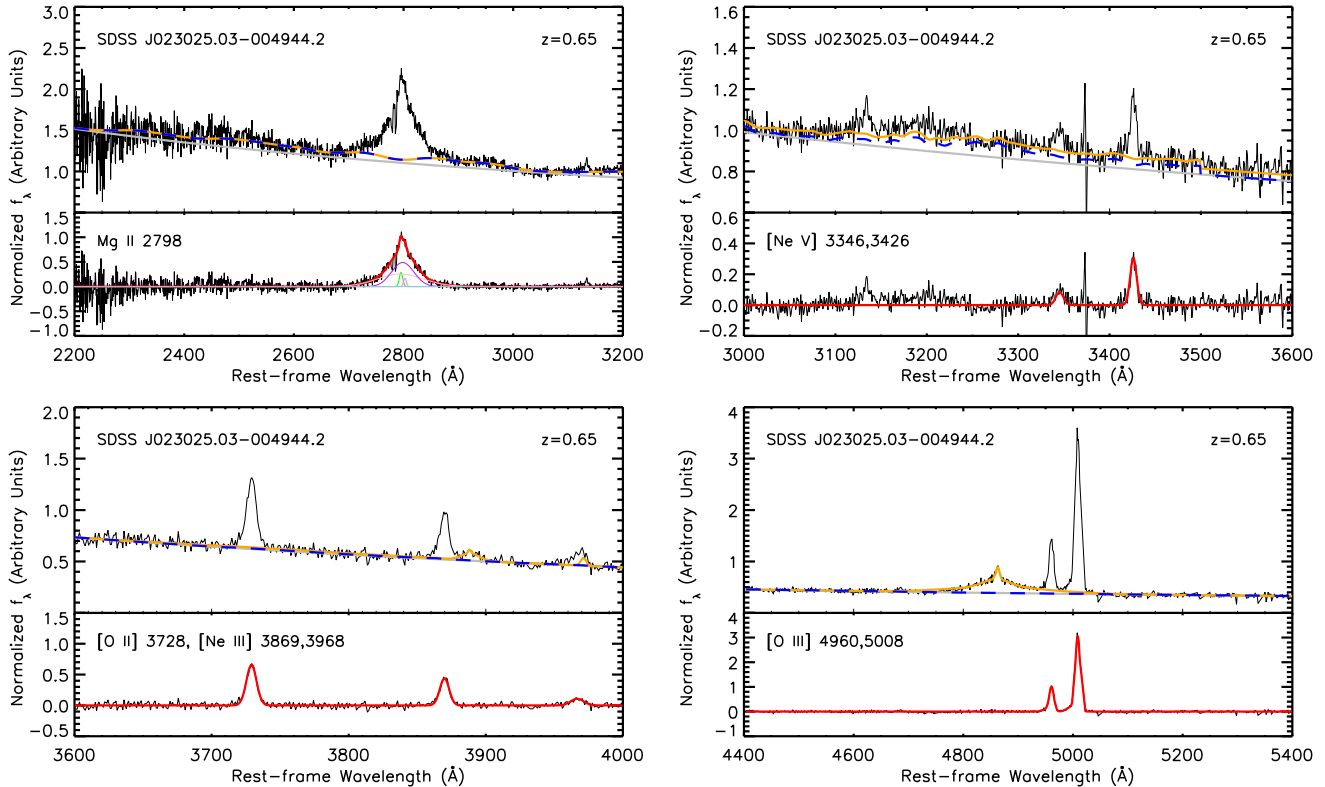 SDSS J023025.03-004944.2 z=0.65
3.0
2.5
2.0
1.5
1.0
Normalized fλ (Arbitrary Units)
Mg II 2798
1.5
1.0
0.5
0.0
-0.5
-1.0
2200 2400 2600 2800 3000 3200
Rest-frame Wavelength (Å)
SDSS J023025.03-004944.2 z=0.65
1.6
1.4
1.2
1.0
0.8
Normalized fλ (Arbitrary Units)
[Ne V] 3346,3426
0.6
0.4
0.2
0.0
-0.2
3000 3100 3200 3300 3400 3500 3600
Rest-frame Wavelength (Å)
SDSS J023025.03-004944.2 z=0.65
2.0
1.5
1.0
0.5
Normalized fλ (Arbitrary Units)
[O II] 3728, [Ne III] 3869,3968
1.5
1.0
0.5
0.0
-0.5
3600 3700 3800 3900 4000
Rest-frame Wavelength (Å)
SDSS J023025.03-004944.2 z=0.65
4
3
2
1
Normalized fλ (Arbitrary Units)
[O III] 4960,5008
4
3
2
1
0
-1
4400 4600 4800 5000 5200 5400
Rest-frame Wavelength (Å)